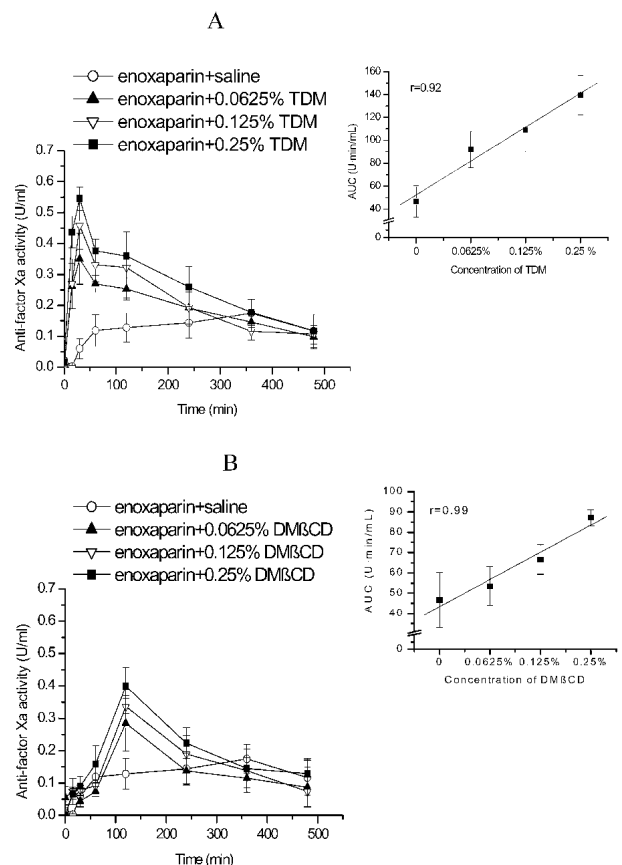 A
enoxaparin+saline
enoxaparin+0.0625% TDM
enoxaparin+0.125% TDM
enoxaparin+0.25% TDM
0.7
0.6
0.5
0.4
0.3
0.2
0.1
0.0
Anti-factor Xa activity (U/ml)
0 100 200 300 400 500
Time (min)
160
140
120
100
80
60
40
0
AUC (U·min/mL)
r=0.92
0 0.0625% 0.125% 0.25 %
Concentration of TDM
B
enoxaparin+saline
enoxaparin+0.0625% DMßCD
enoxaparin+0.125% DMßCD
enoxaparin+0.25% DMßCD
0.7
0.6
0.5
0.4
0.3
0.2
0.1
0.0
Anti-factor Xa activity (U/ml)
0 100 200 300 400 500
Time (min)
100
90
80
70
60
50
40
0
AUC (U·min/mL)
r=0.99
0 0.0625% 0.125% 0.25%
Concentration of DMßCD